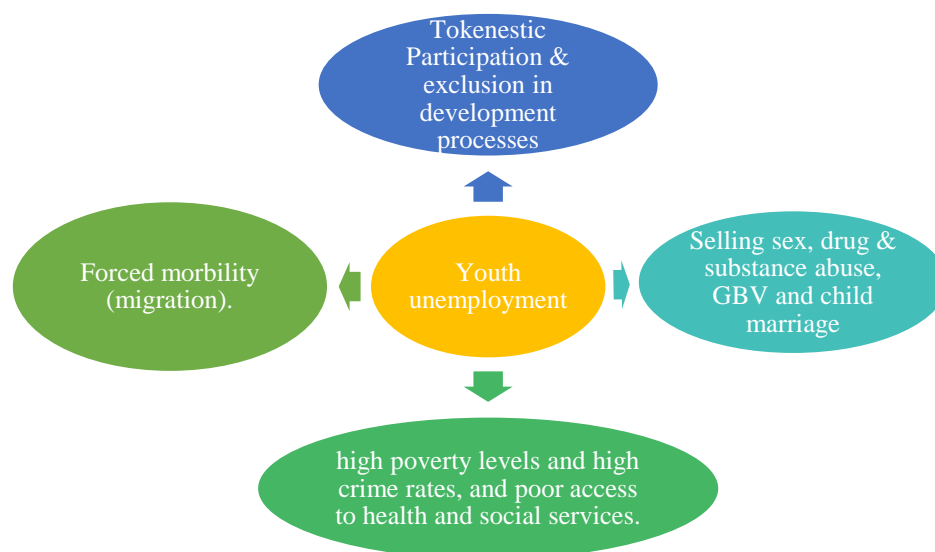 Tokenestic
Participation &
exclusion in
development
processes
Forced morbility
(migration).
Youth
unemployment
Selling sex, drug &
substance abuse,
GBV and child
marriage
high poverty levels and high
crime rates, and poor access
to health and social services.